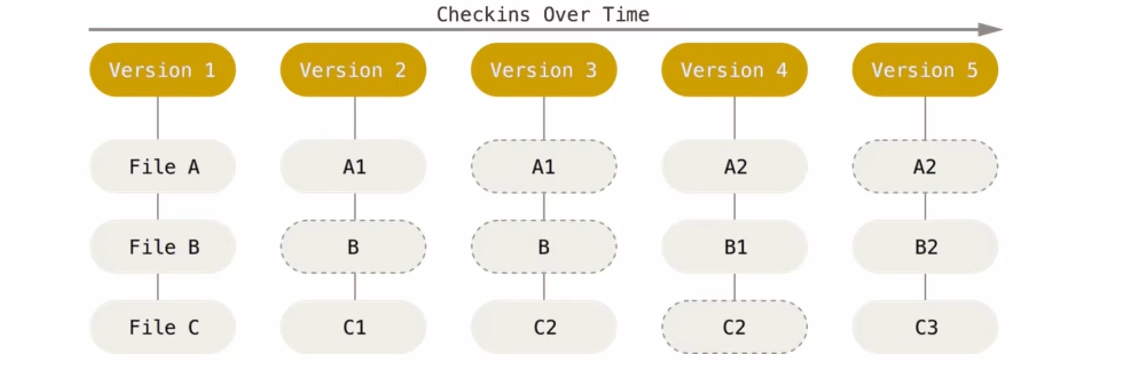 Checkins Over Time
Version 1 Version 2 Version 3 Version 4 Version 5
File A A1 A1 A2 A2
File B B B B1 B2
File C C1 C2 C2 C3